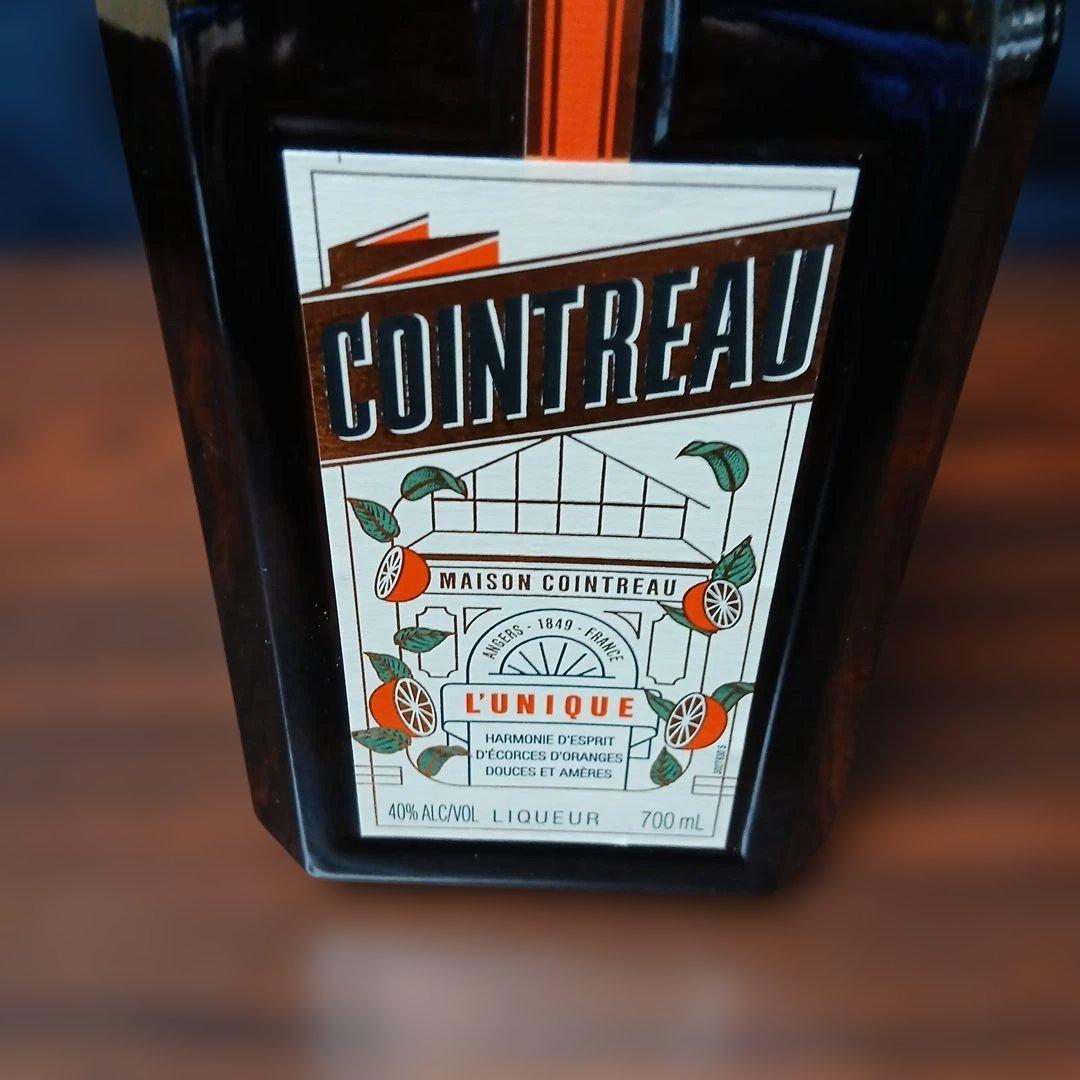 COINTREAU
MAISON COINTREAU
ANGERS - 1849 - FRANCE
L'UNIQUE
HARMONIE D'ESPRIT
D'ÉCORCES D'ORANGES
DOUCES ET AMÈRES
40% ALC/VOL LIQUEUR 700 mL